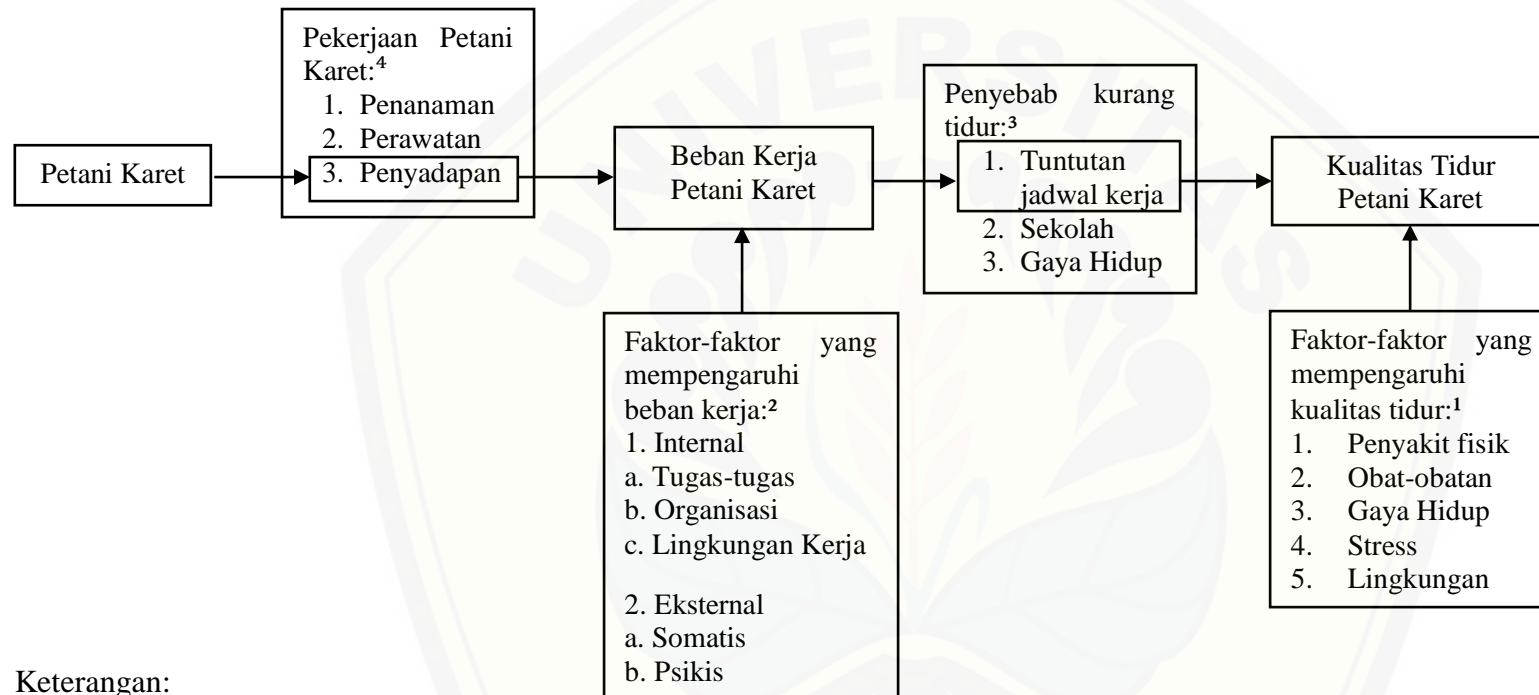 Petani Karet
Pekerjaan Petani
Karet:⁴
1. Penanaman
2. Perawatan
3. Penyadapan
Beban Kerja
Petani Karet
Penyebab kurang
tidur:³
1. Tuntutan
jadwal kerja
2. Sekolah
3. Gaya Hidup
Kualitas Tidur
Petani Karet
Faktor-faktor yang
mempengaruhi
beban kerja:²
1. Internal
a. Tugas-tugas
b. Organisasi
c. Lingkungan Kerja
2. Eksternal
a. Somatis
b. Psikis
Faktor-faktor yang
mempengaruhi
kualitas tidur:¹
1. Penyakit fisik
2. Obat-obatan
3. Gaya Hidup
4. Stress
5. Lingkungan
Keterangan:
UNIVERSITAS